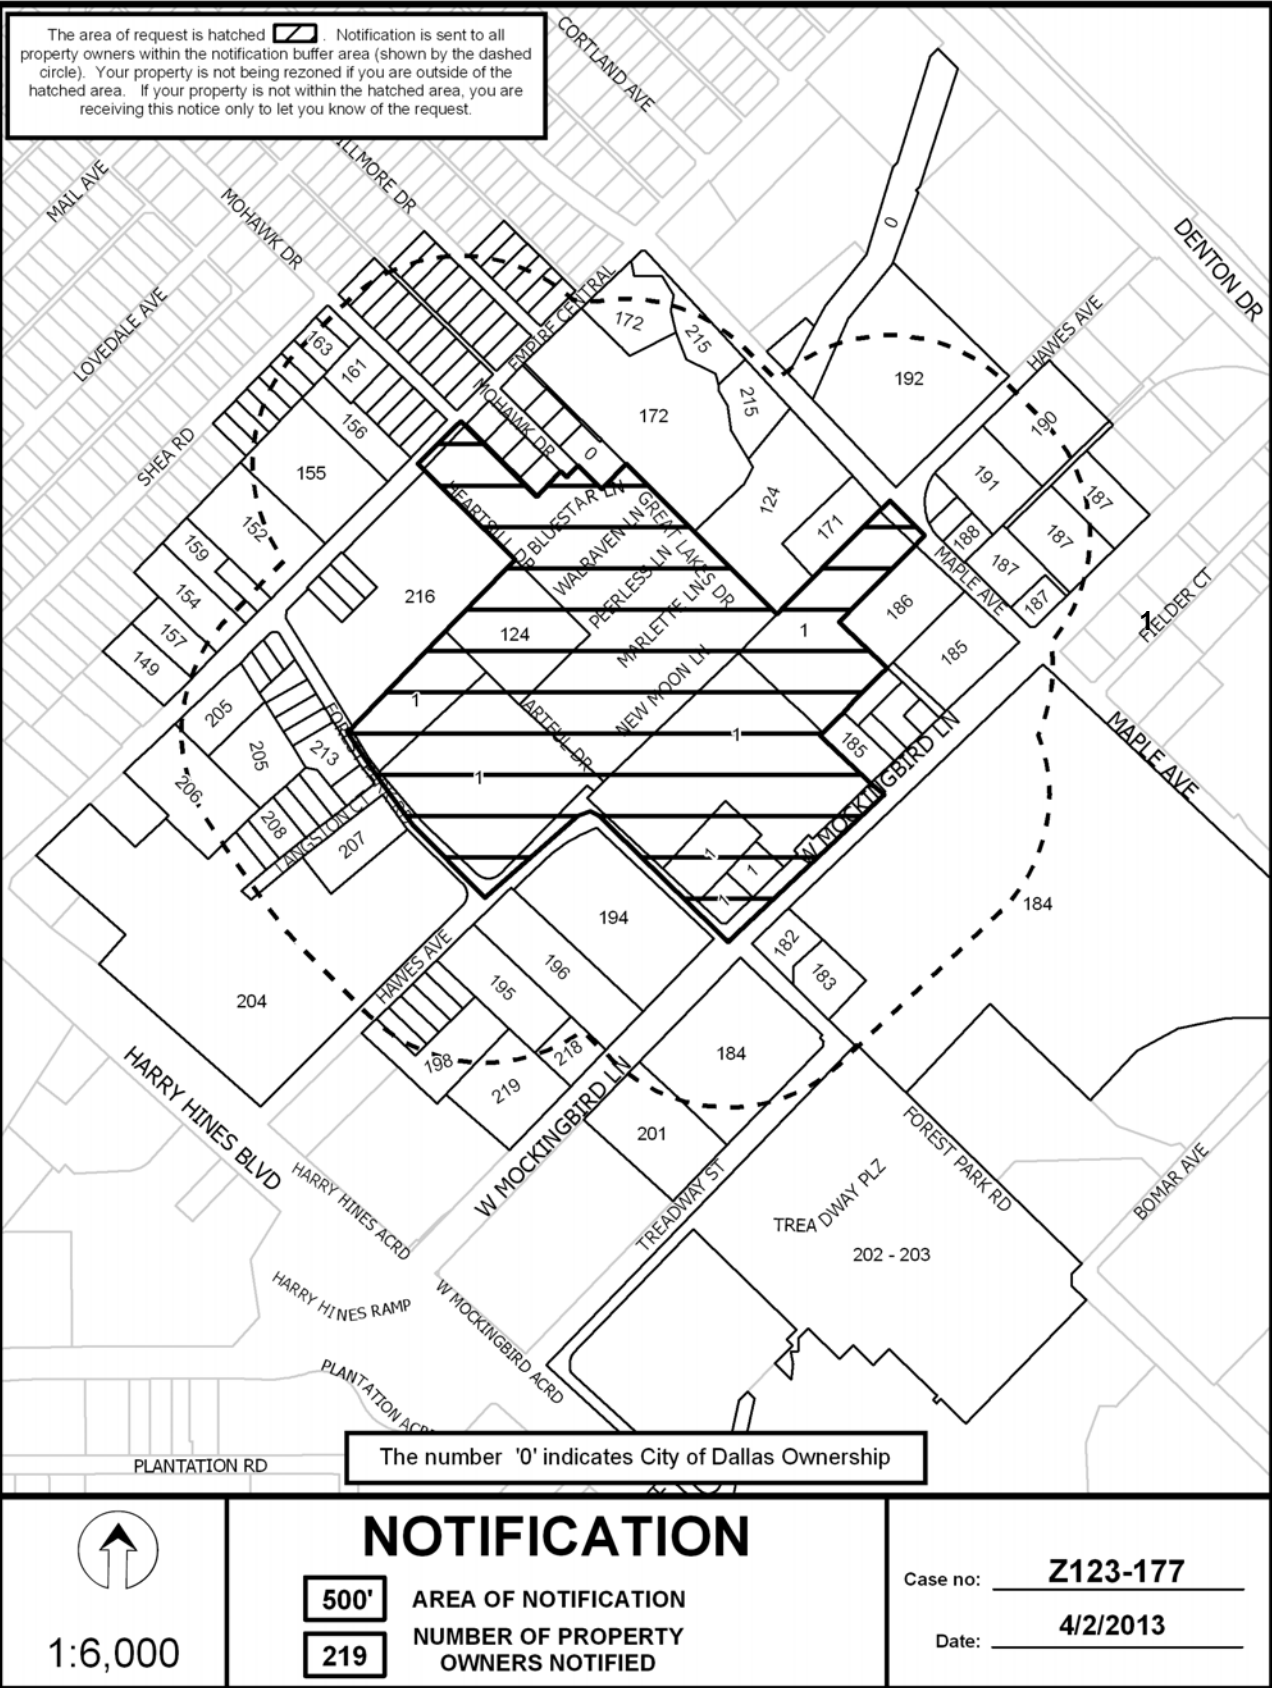 The area of request is hatched . Notification is sent to all
property owners within the notification buffer area (shown by the dashed
circle). Your property is not being rezoned if you are outside of the
hatched area. If your property is not within the hatched area, you are
receiving this notice only to let you know of the request.
CORTLAND AVE
ILLMORE DR
MAIL AVE
MOHAWK DR
LOVEDALE AVE
DENTON DR
HAWES AVE
EMPIRE CENTRAL
SHEA RD
MOHAWK DR
0
172
215
163
161
156
172
215
192
190
155
0
191
124
187
152
171
188
187
HEARTSILL DR
BLUESTAR LN
WALRAVEN LN
GREAT LAKES DR
PEERLESS LN
MARLETTE LN
NEW MOON LN
ARTFUL DR
MAPLE AVE
187
187
159
154
157
149
216
124
1
186
185
1
FIELDER CT
205
205
213
206
208
207
LANGSTON CT
1
1
1
185
W MOCKINGBIRD LN
MAPLE AVE
1
1
1
194
184
182
183
HAWES AVE
196
195
204
198
219
218
184
201
W MOCKINGBIRD LN
HARRY HINES BLVD
HARRY HINES ACRD
TREADWAY ST
FOREST PARK RD
TREADWAY PLZ
202 - 203
BOMAR AVE
HARRY HINES RAMP
W MOCKINGBIRD ACRD
PLANTATION
PLANTATION RD
The number '0' indicates City of Dallas Ownership
1:6,000
NOTIFICATION
500' AREA OF NOTIFICATION
219 NUMBER OF PROPERTY
OWNERS NOTIFIED
Case no: Z123-177
Date: 4/2/2013